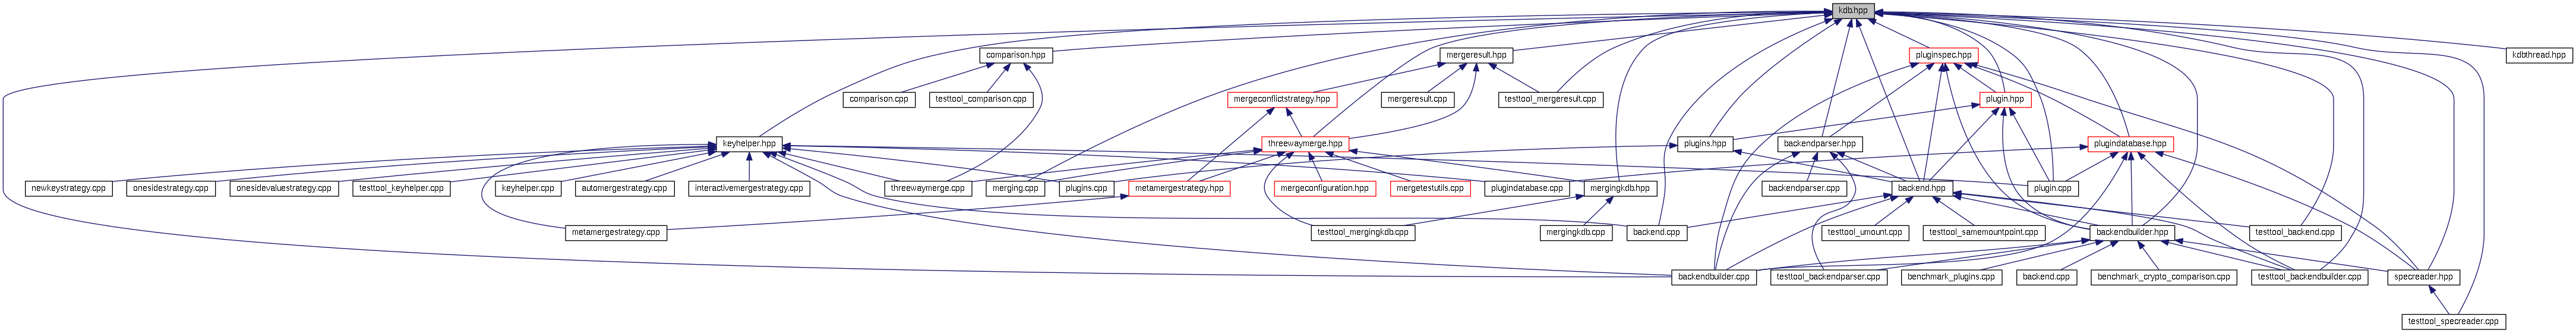 kdb.hpp
comparison.hpp
mergeresult.hpp
pluginspec.hpp
kdbthread.hpp
comparison.cpp
testtool_comparison.cpp
mergeconflictstrategy.hpp
mergeresult.cpp
testtool_mergeresult.cpp
plugin.hpp
keyhelper.hpp
threewaymerge.hpp
plugins.hpp
backendparser.hpp
plugindatabase.hpp
newkeystrategy.cpp
onesidestrategy.cpp
onesidevaluestrategy.cpp
testtool_keyhelper.cpp
keyhelper.cpp
automergestrategy.cpp
interactivemergestrategy.cpp
threewaymerge.cpp
merging.cpp
plugins.cpp
metamergestrategy.hpp
mergeconfiguration.hpp
mergetestutils.cpp
plugindatabase.cpp
mergingkdb.hpp
backendparser.cpp
backend.hpp
plugin.cpp
metamergestrategy.cpp
testtool_mergingkdb.cpp
mergingkdb.cpp
backend.cpp
testtool_umount.cpp
testtool_samemountpoint.cpp
backendbuilder.hpp
testtool_backend.cpp
backendbuilder.cpp
testtool_backendparser.cpp
benchmark_plugins.cpp
backend.cpp
benchmark_crypto_comparison.cpp
testtool_backendbuilder.cpp
specreader.hpp
testtool_specreader.cpp